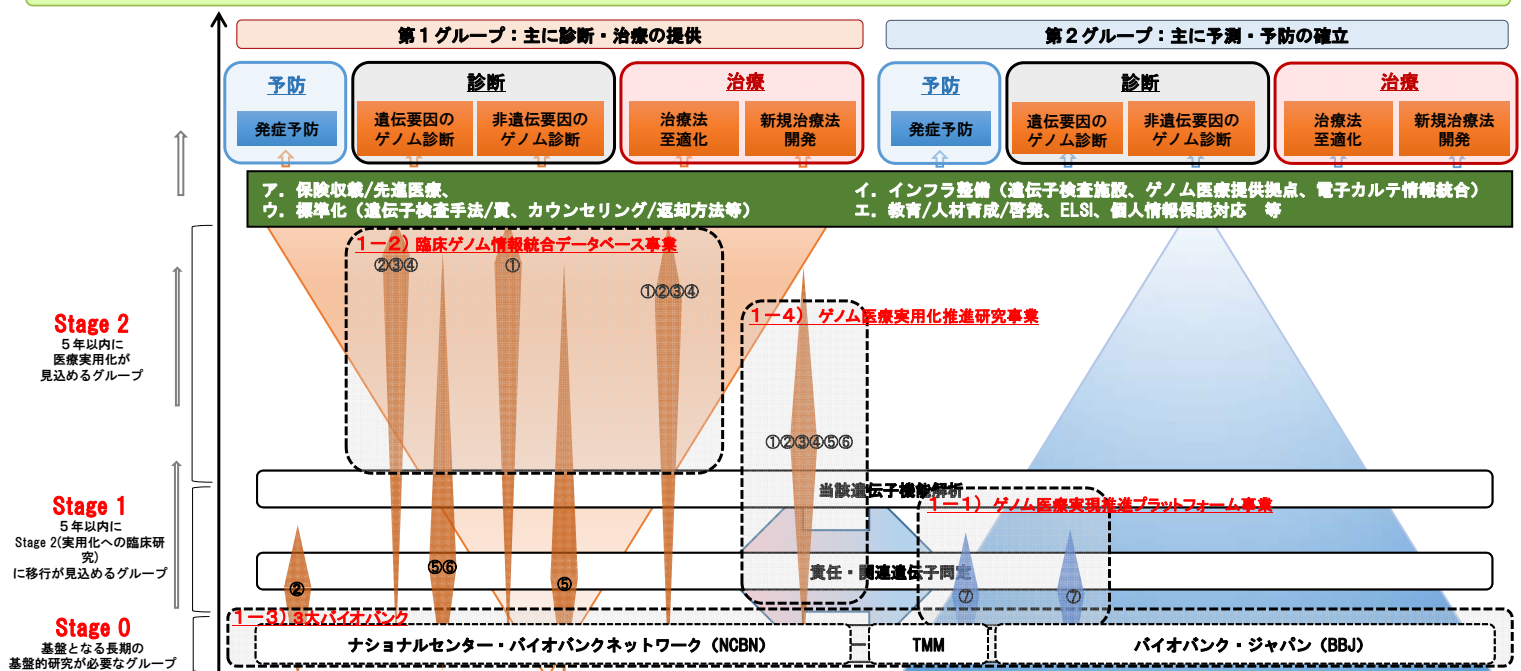 第1グループ：主に診断・治療の提供
第2グループ：主に予測・予防の確立
予防
発症予防
診断
遺伝要因の
ゲノム診断
非遺伝要因の
ゲノム診断
治療
治療法
至適化
新規治療法
開発
予防
発症予防
診断
遺伝要因の
ゲノム診断
非遺伝要因の
ゲノム診断
治療
治療法
至適化
新規治療法
開発
ア．保険収載/先進医療、
イ．インフラ整備（遺伝子検査施設、ゲノム医療提供拠点、電子カルテ情報統合）
ウ．標準化（遺伝子検査手法/質、カウンセリング/返却方法等）
エ．教育/人材育成/啓発、ELSI、個人情報保護対応　等
1－2）臨床ゲノム情報統合データベース事業
②③④
①
①②③④
1－4） ゲノム医療実用化推進研究事業
Stage 2
５年以内に
医療実用化が
見込めるグループ
①②③④⑤⑥
当該遺伝子機能解析
1－1）ゲノム医療実現推進プラットフォーム事業
Stage 1
５年以内に
Stage 2(実用化への臨床研
究)
に移行が見込めるグループ
責任・関連遺伝子同定
②
⑤⑥
⑤
⑦
⑦
1－3）3大バイオバンク
Stage 0
基盤となる長期の
基盤的研究が必要なグループ
ナショナルセンター・バイオバンクネットワーク（NCBN）
TMM
バイオバンク・ジャパン（BBJ）